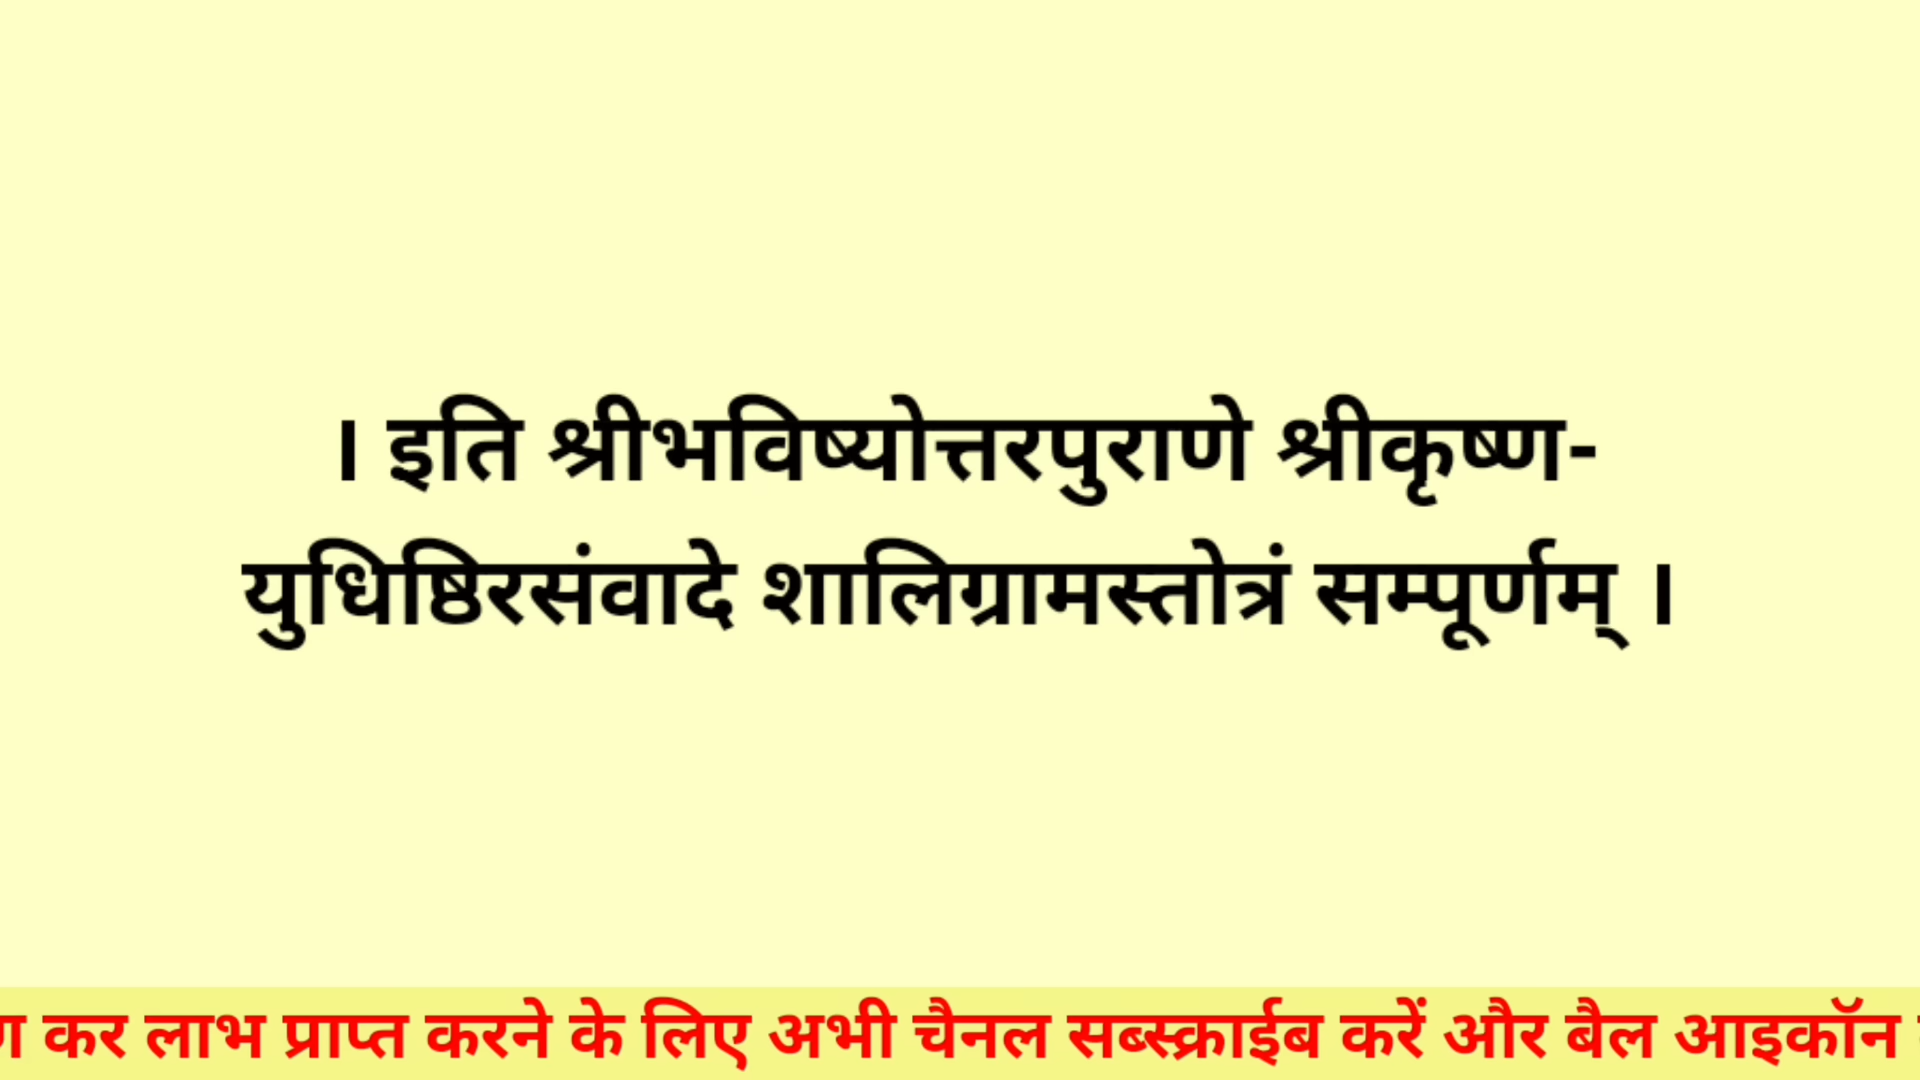 । इति श्रीभविष्योत्तरपुराणे श्रीकृष्ण-
युधिष्ठिरसंवादे शालिग्रामस्तोत्रं सम्पूर्णम् ।
कर लाभ प्राप्त करने के लिए अभी चैनल सब्स्क्राईब करें और बैल आइकॉन